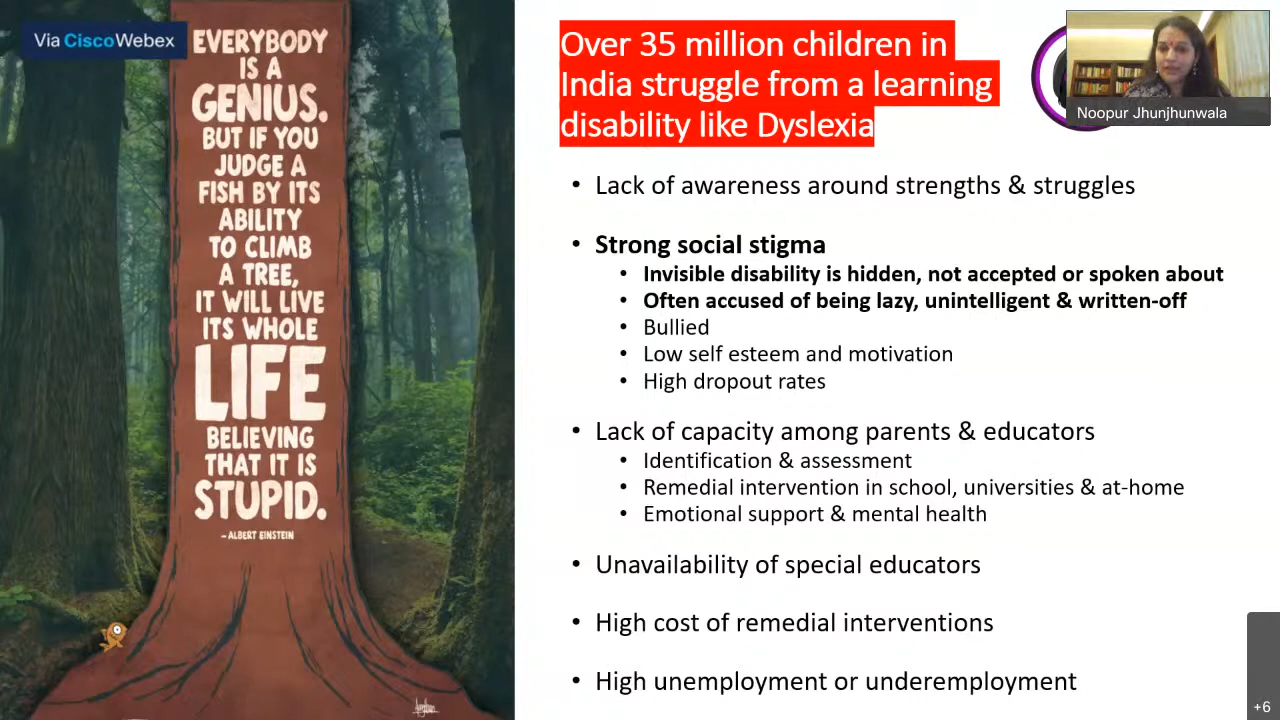 Via Cisco Webex
EVERYBODY
IS A
GENIUS.
BUT IF YOU
JUDGE A
FISH BY ITS
ABILITY
TO CLIMB
A TREE,
IT WILL LIVE
ITS WHOLE
LIFE
BELIEVING
THAT IT IS
STUPID.
– ALBERT EINSTEIN
Over 35 million children in
India struggle from a learning
disability like Dyslexia
Noopur Jhunjhunwala
• Lack of awareness around strengths & struggles
• Strong social stigma
• Invisible disability is hidden, not accepted or spoken about
• Often accused of being lazy, unintelligent & written-off
• Bullied
• Low self esteem and motivation
• High dropout rates
• Lack of capacity among parents & educators
• Identification & assessment
• Remedial intervention in school, universities & at-home
• Emotional support & mental health
• Unavailability of special educators
• High cost of remedial interventions
• High unemployment or underemployment
+6